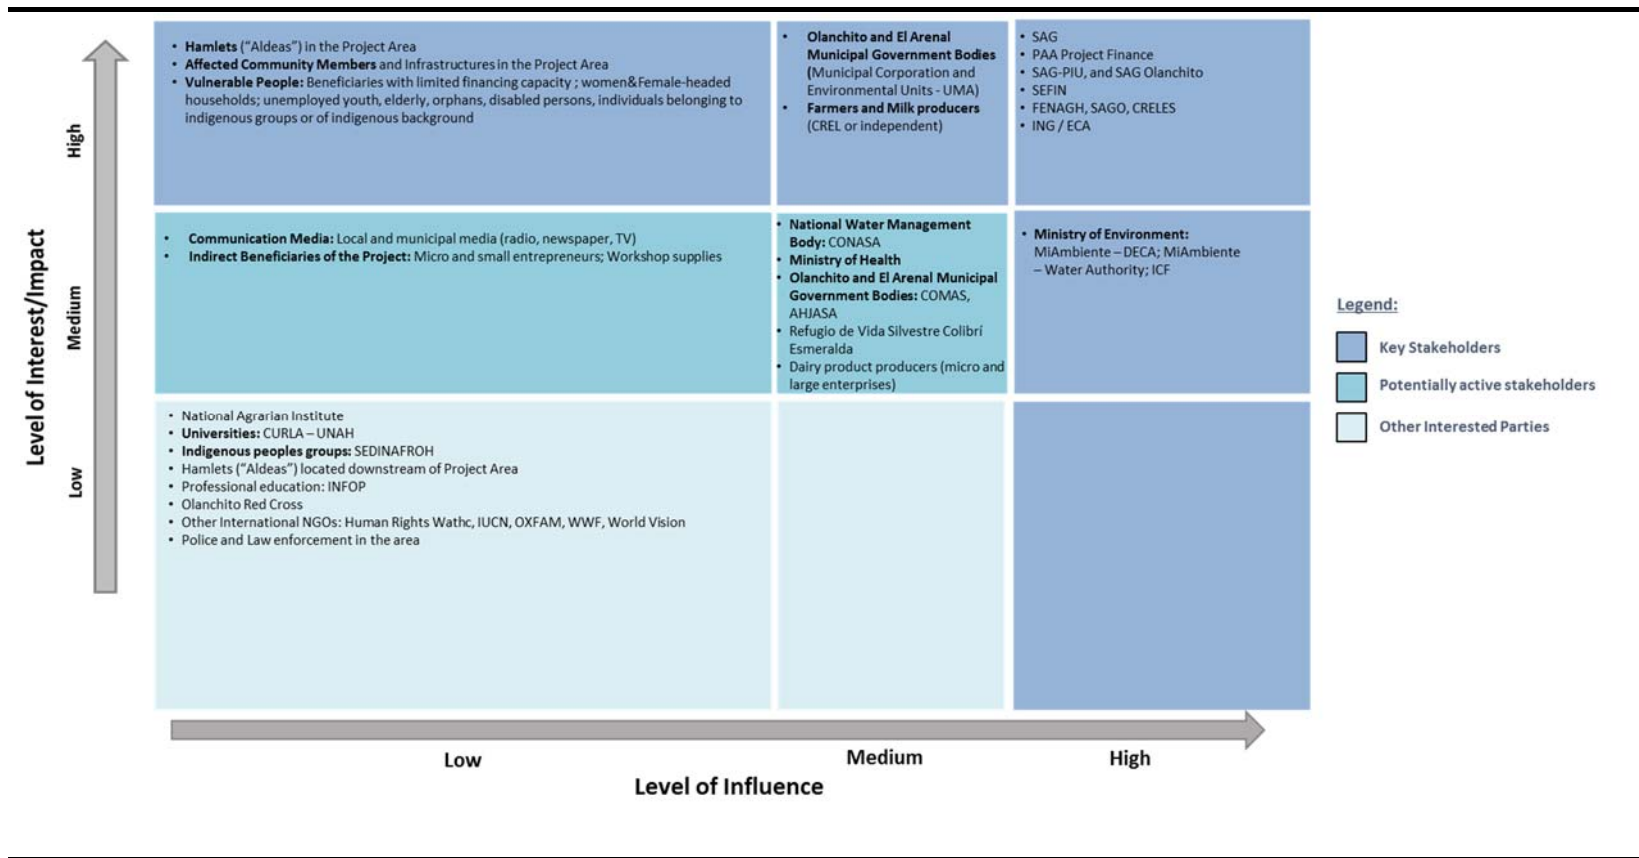 • Hamlets (“Aldeas”) in the Project Area
• Affected Community Members and Infrastructures in the Project Area
• Vulnerable People: Beneficiaries with limited financing capacity ; women&Female-headed
households; unemployed youth, elderly, orphans, disabled persons, individuals belonging to
indigenous groups or of indigenous background
• Olanchito and El Arenal
Municipal Government Bodies
(Municipal Corporation and
Environmental Units - UMA)
• Farmers and Milk producers
(CREL or independent)
• SAG
• PAA Project Finance
• SAG-PIU, and SAG Olanchito
• SEFIN
• FENAGH, SAGO, CRELES
• ING / ECA
• Communication Media: Local and municipal media (radio, newspaper, TV)
• Indirect Beneficiaries of the Project: Micro and small entrepreneurs; Workshop supplies
• National Water Management
Body: CONASA
• Ministry of Health
• Olanchito and El Arenal Municipal
Government Bodies: COMAS,
AHJASA
• Refugio de Vida Silvestre Colibrí
Esmeralda
• Dairy product producers (micro and
large enterprises)
• Ministry of Environment:
MiAmbiente – DECA; MiAmbiente
– Water Authority; ICF
• National Agrarian Institute
• Universities: CURLA – UNAH
• Indigenous peoples groups: SEDINAFROH
• Hamlets (“Aldeas”) located downstream of Project Area
• Professional education: INFOP
• Olanchito Red Cross
• Other International NGOs: Human Rights Wathc, IUCN, OXFAM, WWF, World Vision
• Police and Law enforcement in the area
Level of Interest/Impact
High
Medium
Low
Low
Medium
High
Level of Influence
Legend:
Key Stakeholders
Potentially active stakeholders
Other Interested Parties